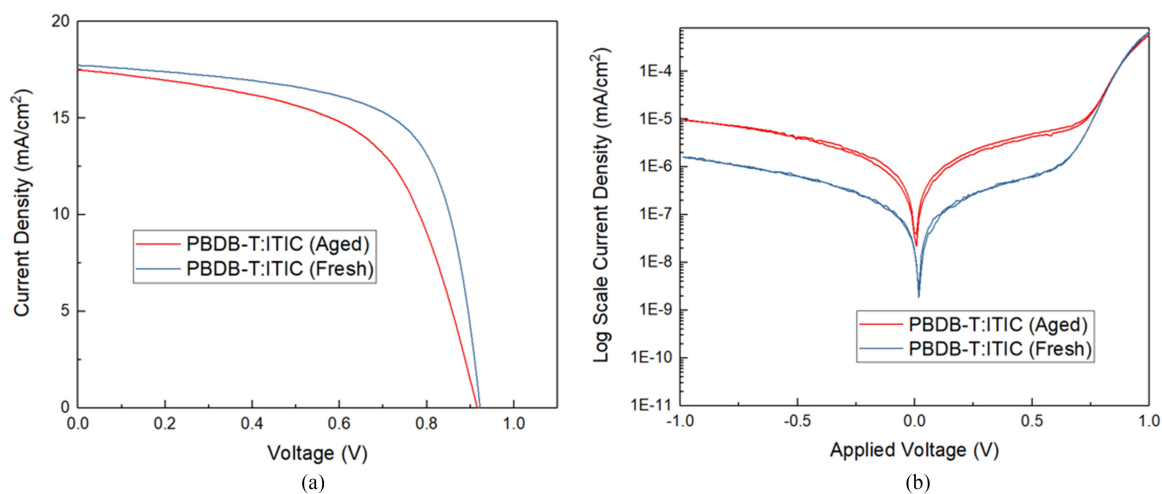 20
15
10
5
0
Current Density (mA/cm²)
PBDB-T:ITIC (Aged)
PBDB-T:ITIC (Fresh)
0.0 0.2 0.4 0.6 0.8 1.0
Voltage (V)
(a)
1E-4
1E-5
1E-6
1E-7
1E-8
1E-9
1E-10
1E-11
Log Scale Current Density (mA/cm²)
PBDB-T:ITIC (Aged)
PBDB-T:ITIC (Fresh)
-1.0 -0.5 0.0 0.5 1.0
Applied Voltage (V)
(b)